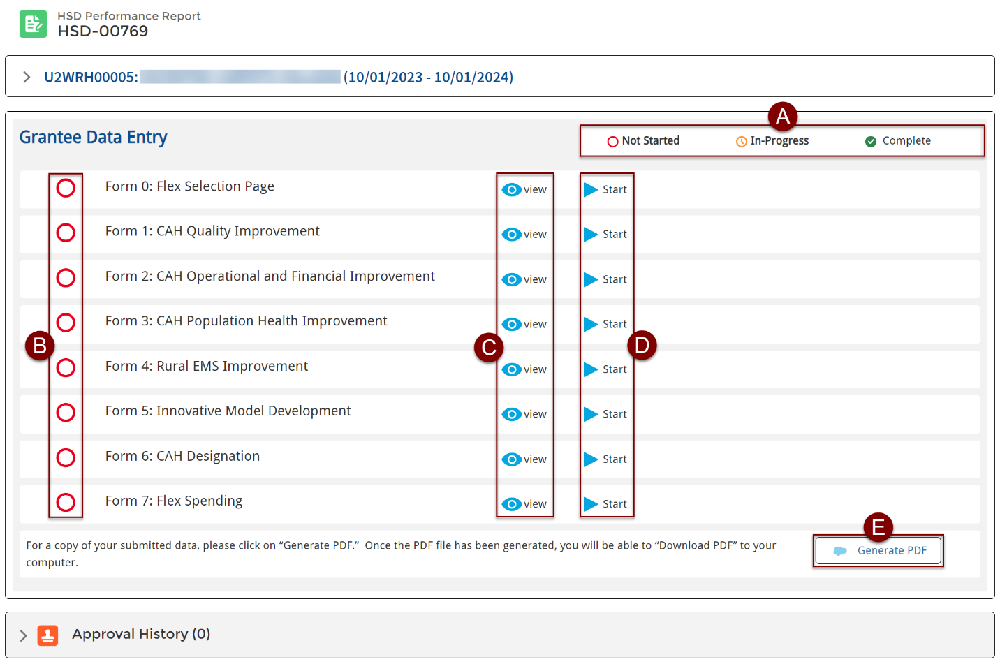 HSD Performance Report
HSD-00769
U2WRH00005: (10/01/2023 - 10/01/2024)
A
Grantee Data Entry
Not Started In-Progress Complete
Form 0: Flex Selection Page view Start
Form 1: CAH Quality Improvement view Start
Form 2: CAH Operational and Financial Improvement view Start
Form 3: CAH Population Health Improvement view Start
B C D
Form 4: Rural EMS Improvement view Start
Form 5: Innovative Model Development view Start
Form 6: CAH Designation view Start
Form 7: Flex Spending view Start
E
For a copy of your submitted data, please click on “Generate PDF.”  Once the PDF file has been generated, you will be able to “Download PDF” to your
computer.
Generate PDF
Approval History (0)